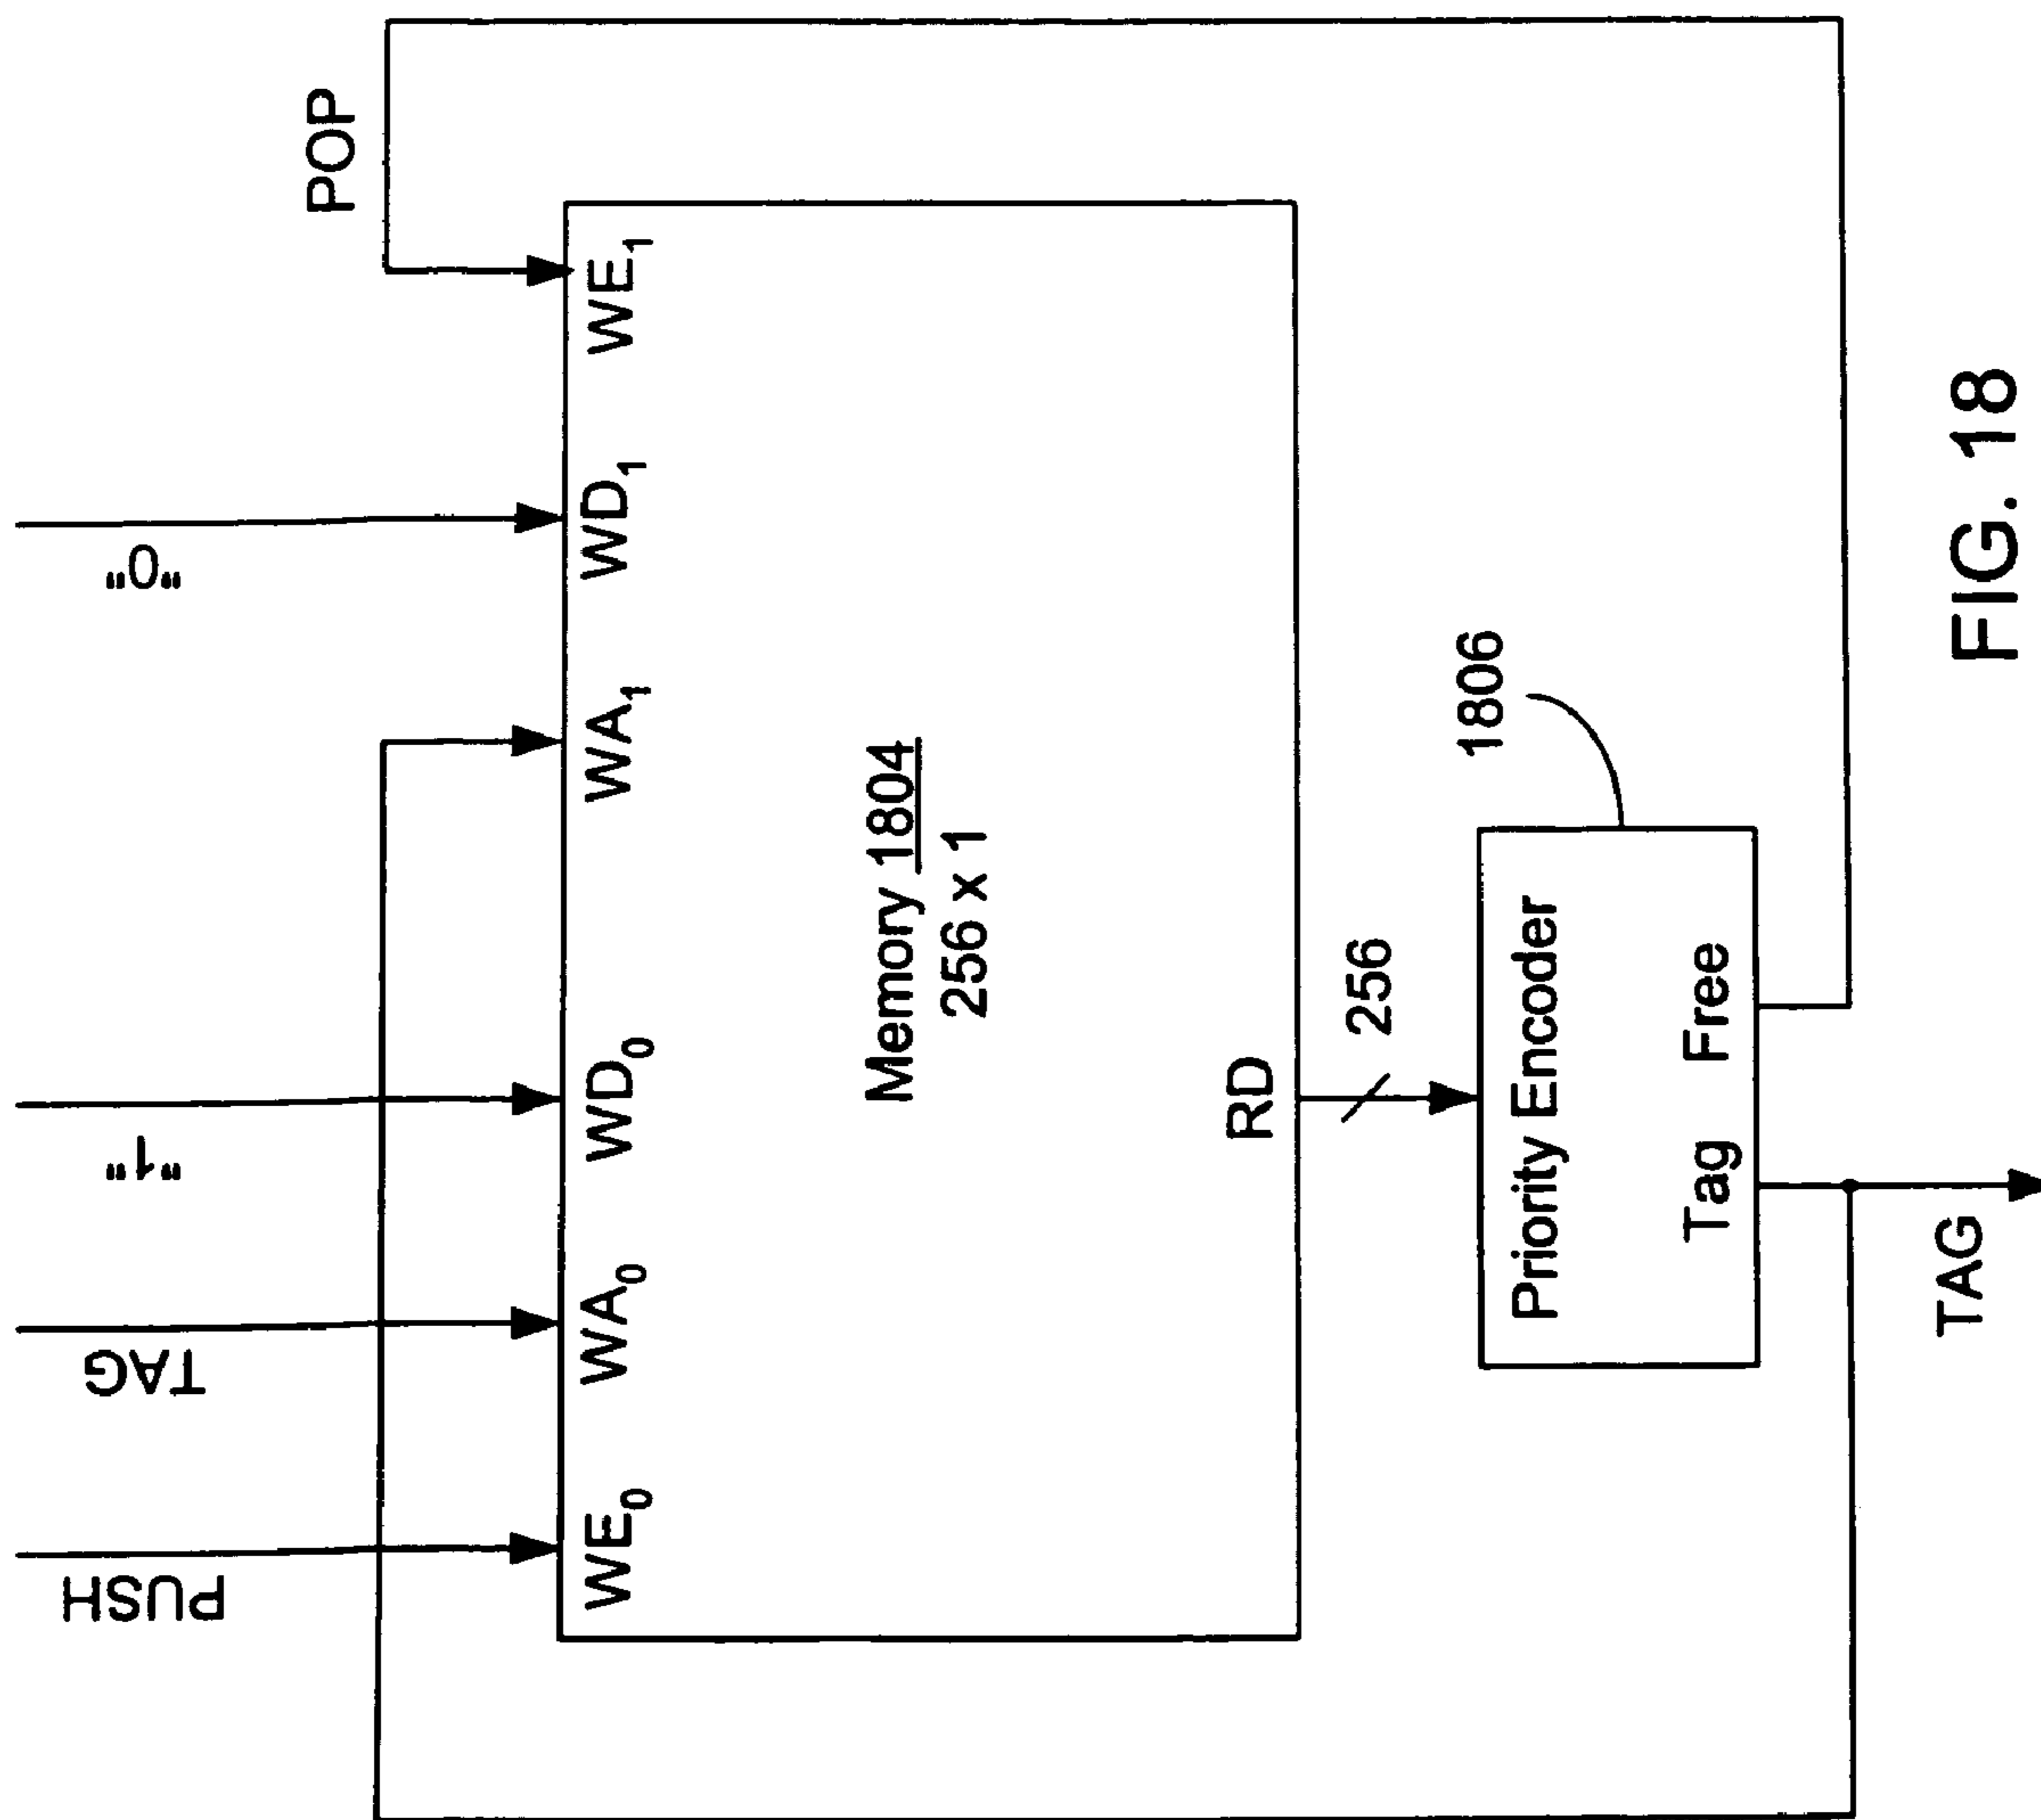 PUSH
TAG
"1"
"0"
POP
WE0
WA0
WD0
WA1
WD1
WE1
Memory 1804
256 x 1
RD
256
1806
Priority Encoder
Tag Free
TAG
FIG. 18